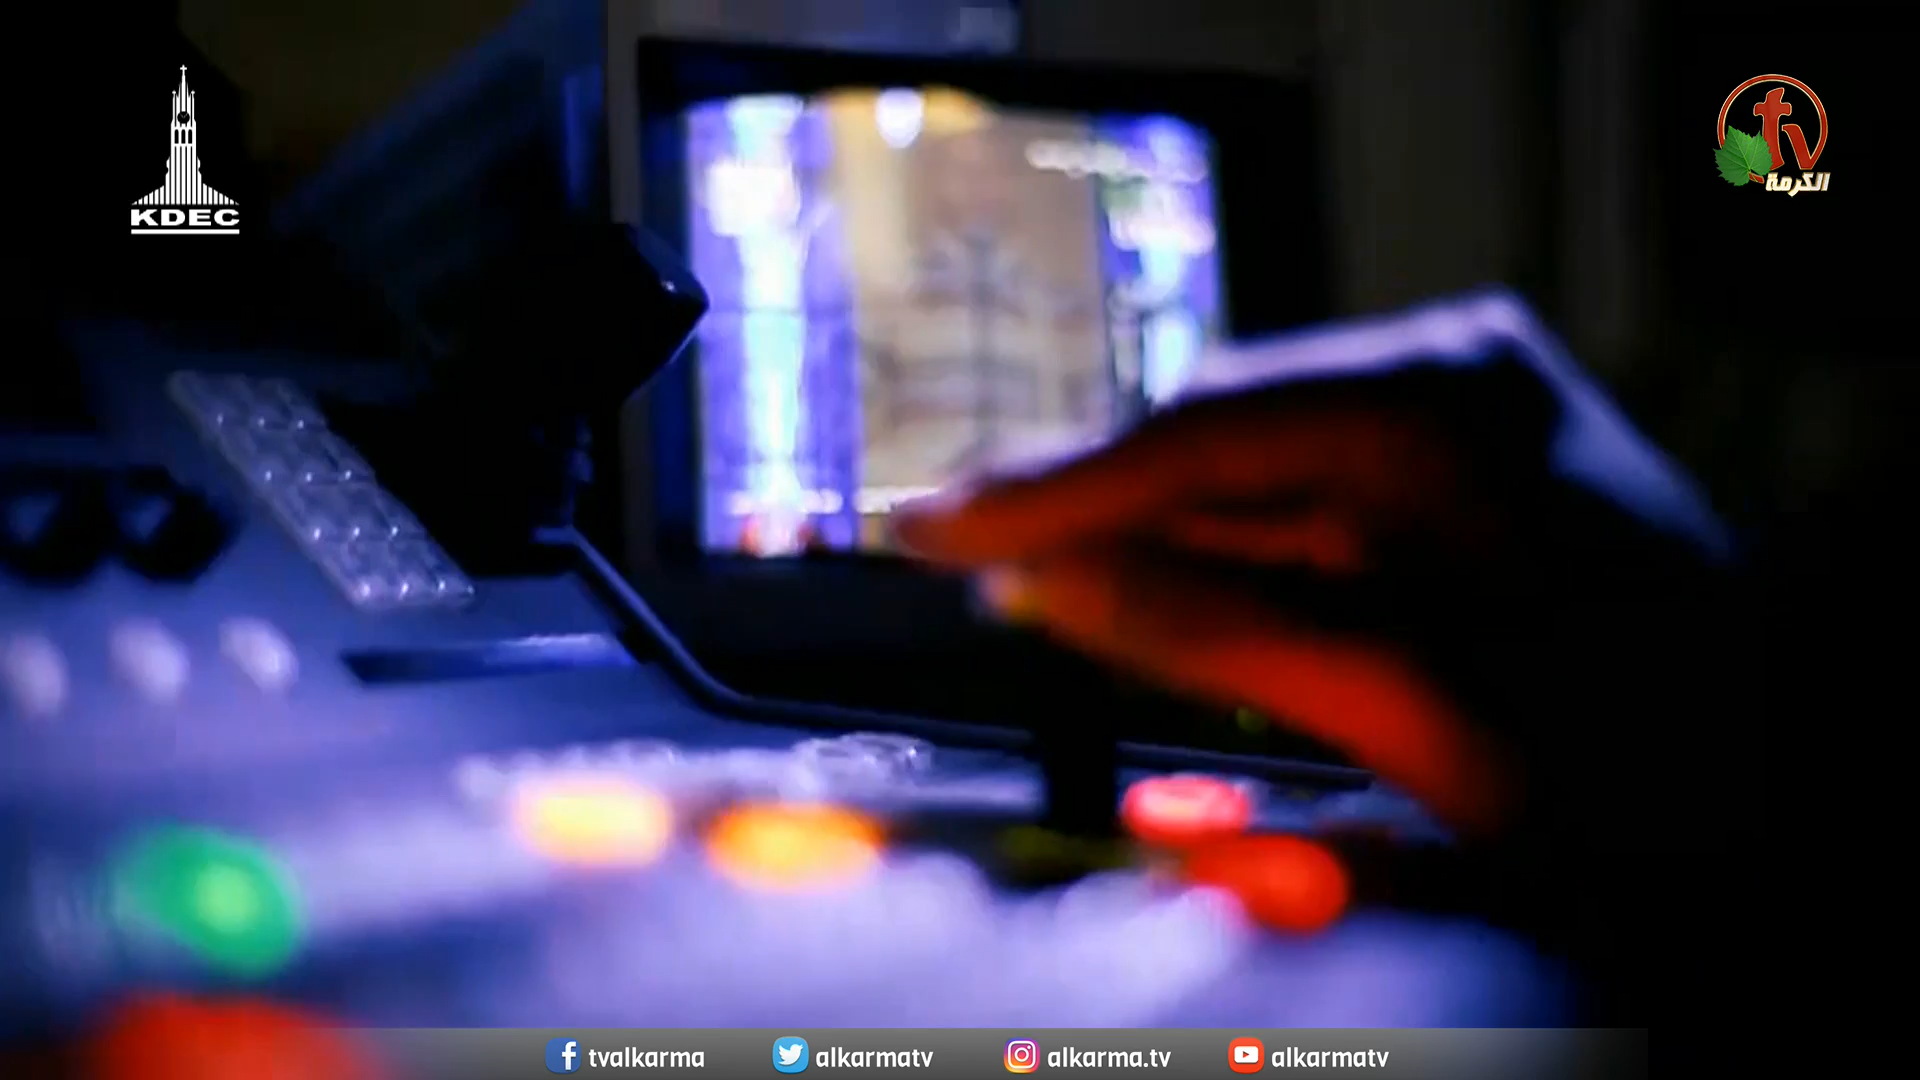 KDEC
tv
الكرمة
tvalkarma
alkarmatv
alkarma.tv
alkarmatv